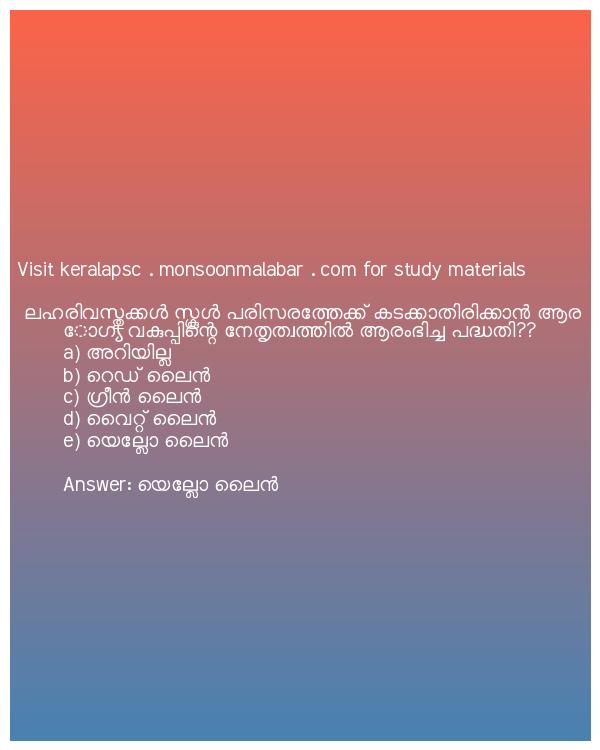 Visit keralapsc . monsoonmalabar . com for study materials
ലഹരിവസ്തുക്കൾ സ്കൂൾ പരിസരത്തേക്ക് കടക്കാതിരിക്കാൻ ആര
ോഗ്യ വകുപ്പിന്റെ നേതൃത്വത്തിൽ ആരംഭിച്ച പദ്ധതി??
a) അറിയില്ല
b) റെഡ് ലൈൻ
c) ഗ്രീൻ ലൈൻ
d) വൈറ്റ് ലൈൻ
e) യെല്ലോ ലൈൻ
Answer: യെല്ലോ ലൈൻ